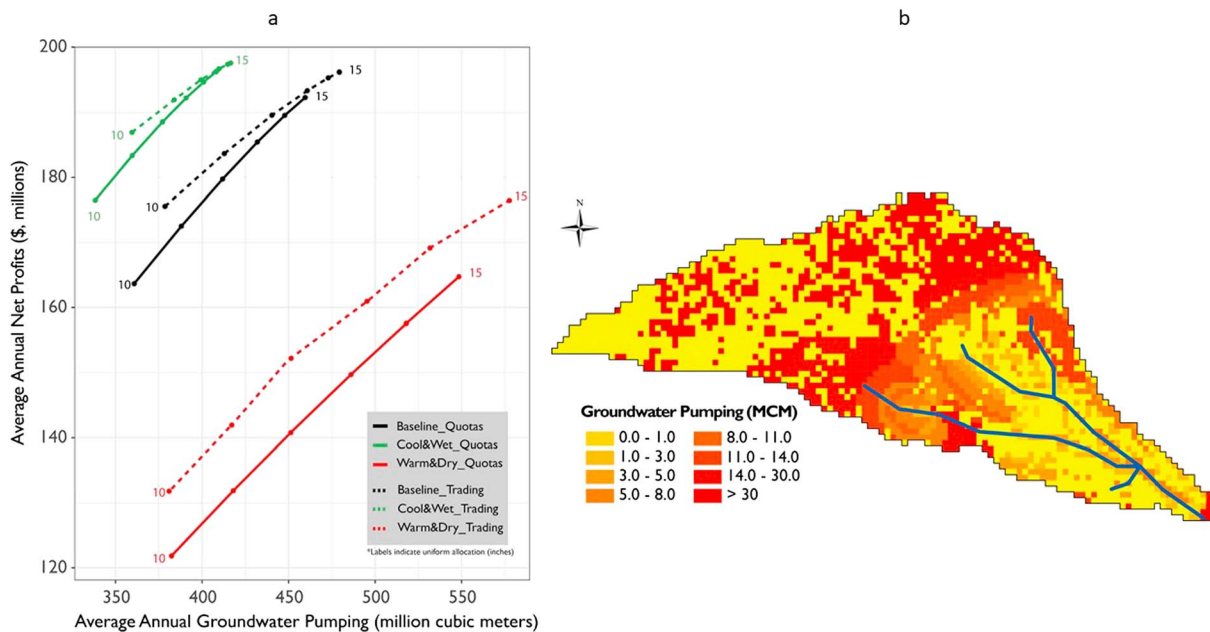 a
b
Average Annual Net Profits ($, millions)
200
180
160
140
120
15
15
15
15
10
10
10
10
10
10
Baseline_Quotas
Cool&Wet_Quotas
Warm&Dry_Quotas
Baseline_Trading
Cool&Wet_Trading
Warm&Dry_Trading
*Labels indicate uniform allocation (inches)
350
400
450
500
550
Average Annual Groundwater Pumping (million cubic meters)
N
Groundwater Pumping (MCM)
0.0 - 1.0
1.0 - 3.0
3.0 - 5.0
5.0 - 8.0
8.0 - 11.0
11.0 - 14.0
14.0 - 30.0
> 30